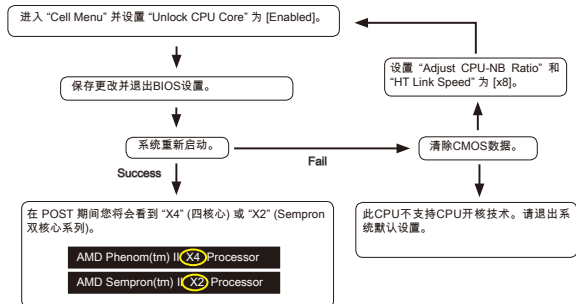 进入 “Cell Menu” 并设置 “Unlock CPU Core” 为 [Enabled]。
保存更改并退出BIOS设置。
设置 “Adjust CPU-NB Ratio” 和
“HT Link Speed” 为 [x8]。
系统重新启动。
Fail
清除CMOS数据。
Success
在 POST 期间您将会看到 “X4” (四核心) 或 “X2” (Sempron
双核心系列)。
AMD Phenom(tm) II X4 Processor
AMD Sempron(tm) II X2 Processor
此CPU不支持CPU开核技术。请退出系
统默认设置。